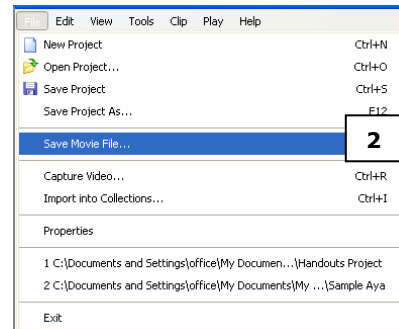 File Edit View Tools Clip Play Help
New Project Ctrl+N
Open Project... Ctrl+O
Save Project Ctrl+S
Save Project As... F12
Save Movie File... 2
Capture Video... Ctrl+R
Import into Collections... Ctrl+I
Properties
1 C:\Documents and Settings\office\My Documen...\Handouts Project
2 C:\Documents and Settings\office\My Documents\My ...\Sample Aya
Exit